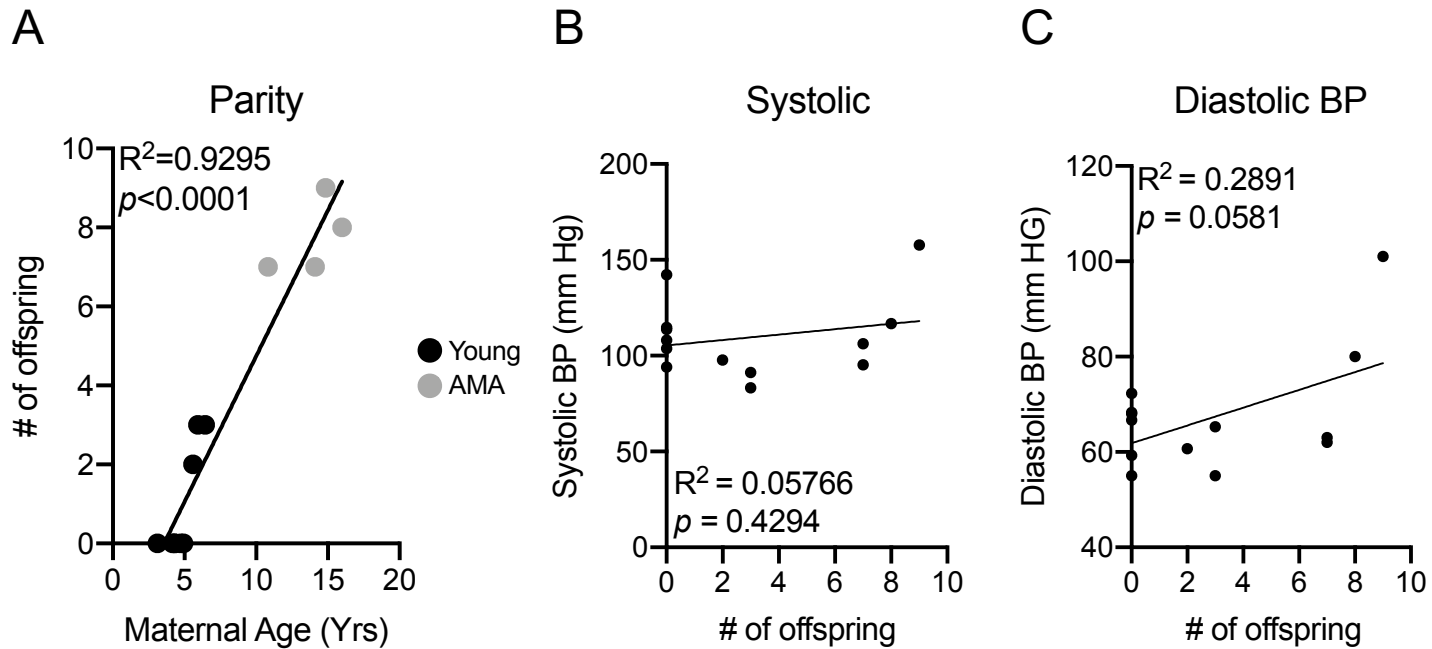 A
Parity
R²=0.9295
p<0.0001
10
8
6
4
2
0
# of offspring
0 5 10 15 20
Maternal Age (Yrs)
Young
AMA
B
Systolic
200
150
100
50
0
Systolic BP (mm Hg)
R² = 0.05766
p = 0.4294
0 2 4 6 8 10
# of offspring
C
Diastolic BP
R² = 0.2891
p = 0.0581
120
100
80
60
40
Diastolic BP (mm HG)
0 2 4 6 8 10
# of offspring